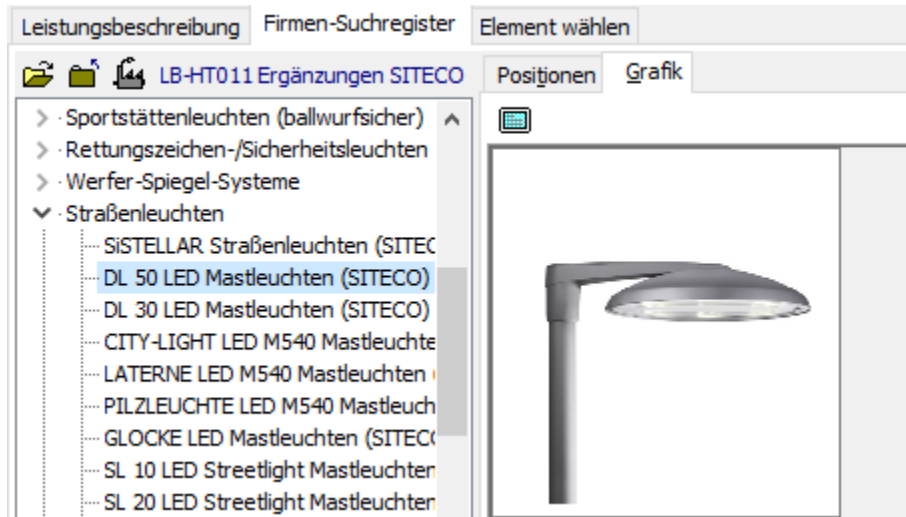 Leistungsbeschreibung Firmen-Suchregister Element wählen
LB-HT011 Ergänzungen SITECO
Positionen Grafik
Sportstättenleuchten (ballwurfsicher)
Rettungszeichen-/Sicherheitsleuchten
Werfer-Spiegel-Systeme
Straßenleuchten
SiSTELLAR Straßenleuchten (SITEC
DL 50 LED Mastleuchten (SITECO)
DL 30 LED Mastleuchten (SITECO)
CITY-LIGHT LED M540 Mastleuchte
LATERNE LED M540 Mastleuchten (
PILZLEUCHTE LED M540 Mastleuch
GLOCKE LED Mastleuchten (SITECO
SL 10 LED Streetlight Mastleuchten
SL 20 LED Streetlight Mastleuchten